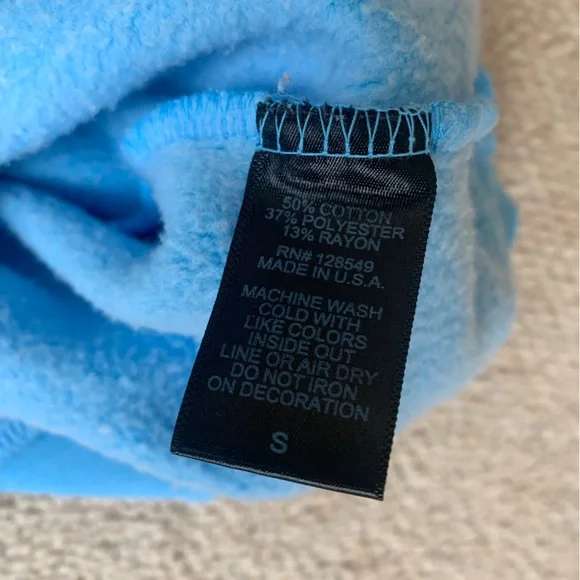 50% COTTON
37% POLYESTER
13% RAYON
RN# 128549
MADE IN U.S.A.
MACHINE WASH
COLD WITH
LIKE COLORS
INSIDE OUT
LINE OR AIR DRY
DO NOT IRON
ON DECORATION
S